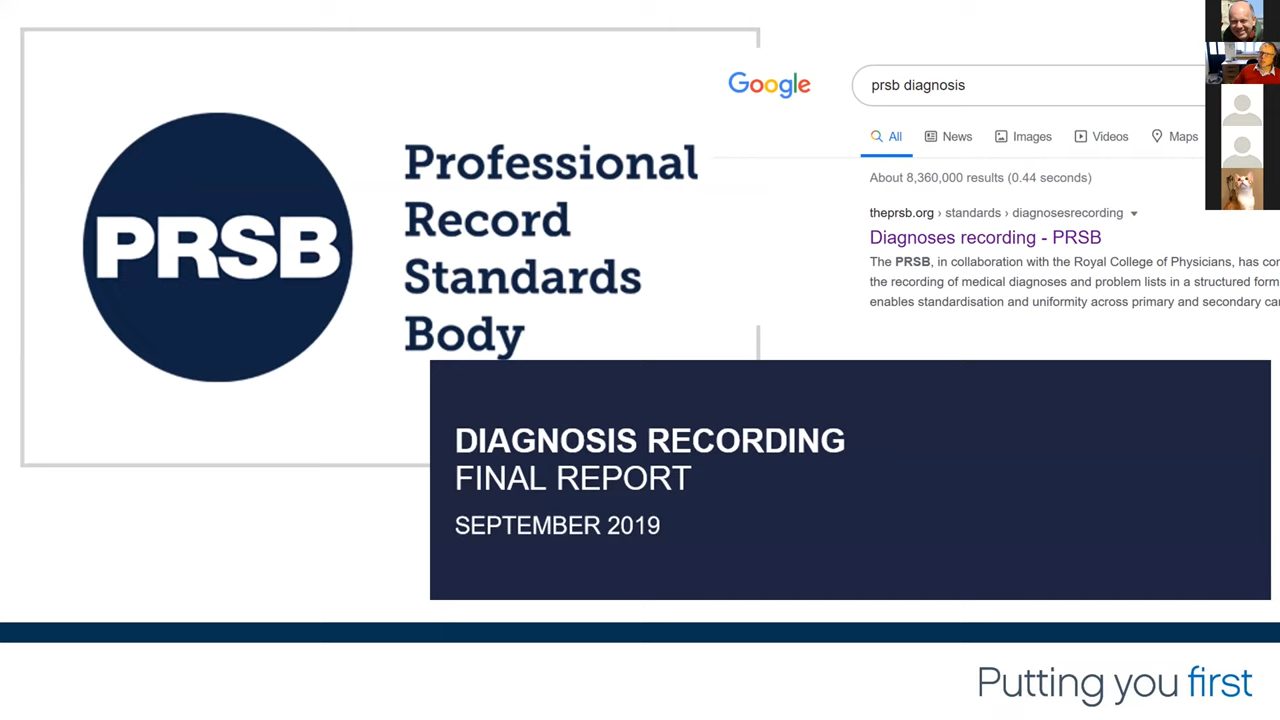 PRSB
Professional
Record
Standards
Body
Google
prsb diagnosis
All News Images Videos Maps
About 8,360,000 results (0.44 seconds)
theprsb.org › standards › diagnosesrecording
Diagnoses recording - PRSB
The PRSB, in collaboration with the Royal College of Physicians, has
the recording of medical diagnoses and problem lists in a structured form
enables standardisation and uniformity across primary and secondary
DIAGNOSIS RECORDING
FINAL REPORT
SEPTEMBER 2019
Putting you first